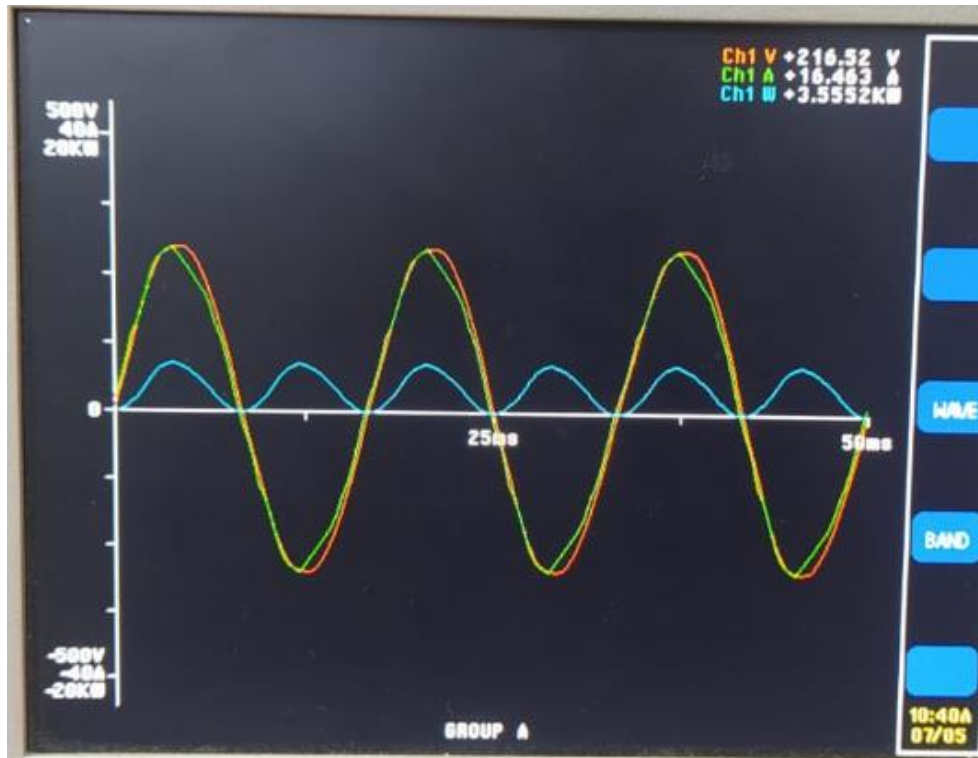 Ch1 V +216.52 V
Ch1 A +16.463 A
Ch1 W +3.5552KW
500V
40A
20KW
0
25ms
50ms
-500V
-40A
-20KW
GROUP A
WAVE
BAND
10:40A
07/05